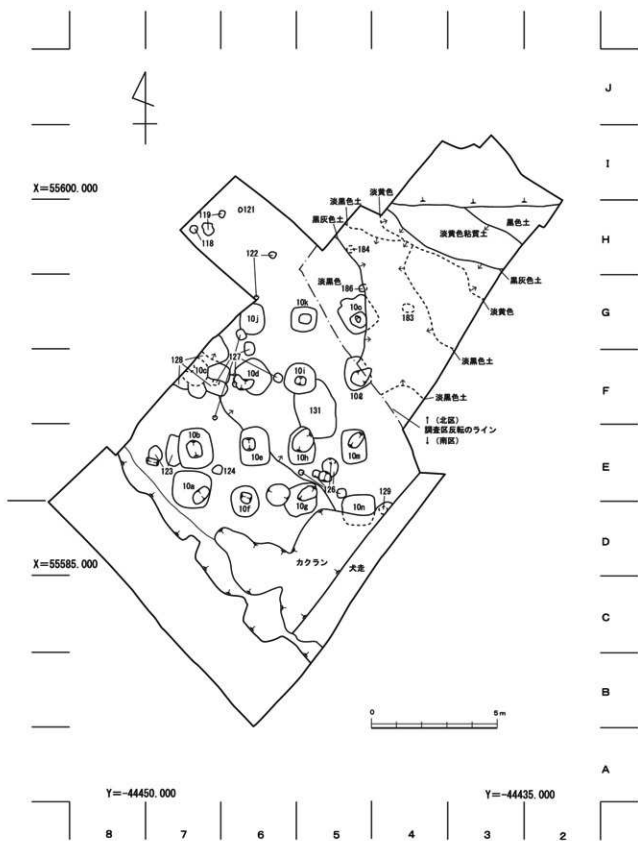 J
I
X=55600.000
淡黄色
淡黒色土
黒灰色土
黒色土
淡黄色粘質土
119
121
118
H
184
122
淡黒色
黒灰色土
186
淡黄色
10j
10k
10o
183
G
淡黒色土
128
127
10c
10d
10i
10ℓ
F
淡黒色土
131
↑ (北区)
調査区反転のライン
↓ (南区)
10b
10e
10h
10m
123
124
E
126
129
10a
10f
10g
10n
D
X=55585.000
カクラン
犬走
C
B
0
5m
A
Y=-44450.000
Y=-44435.000
8
7
6
5
4
3
2